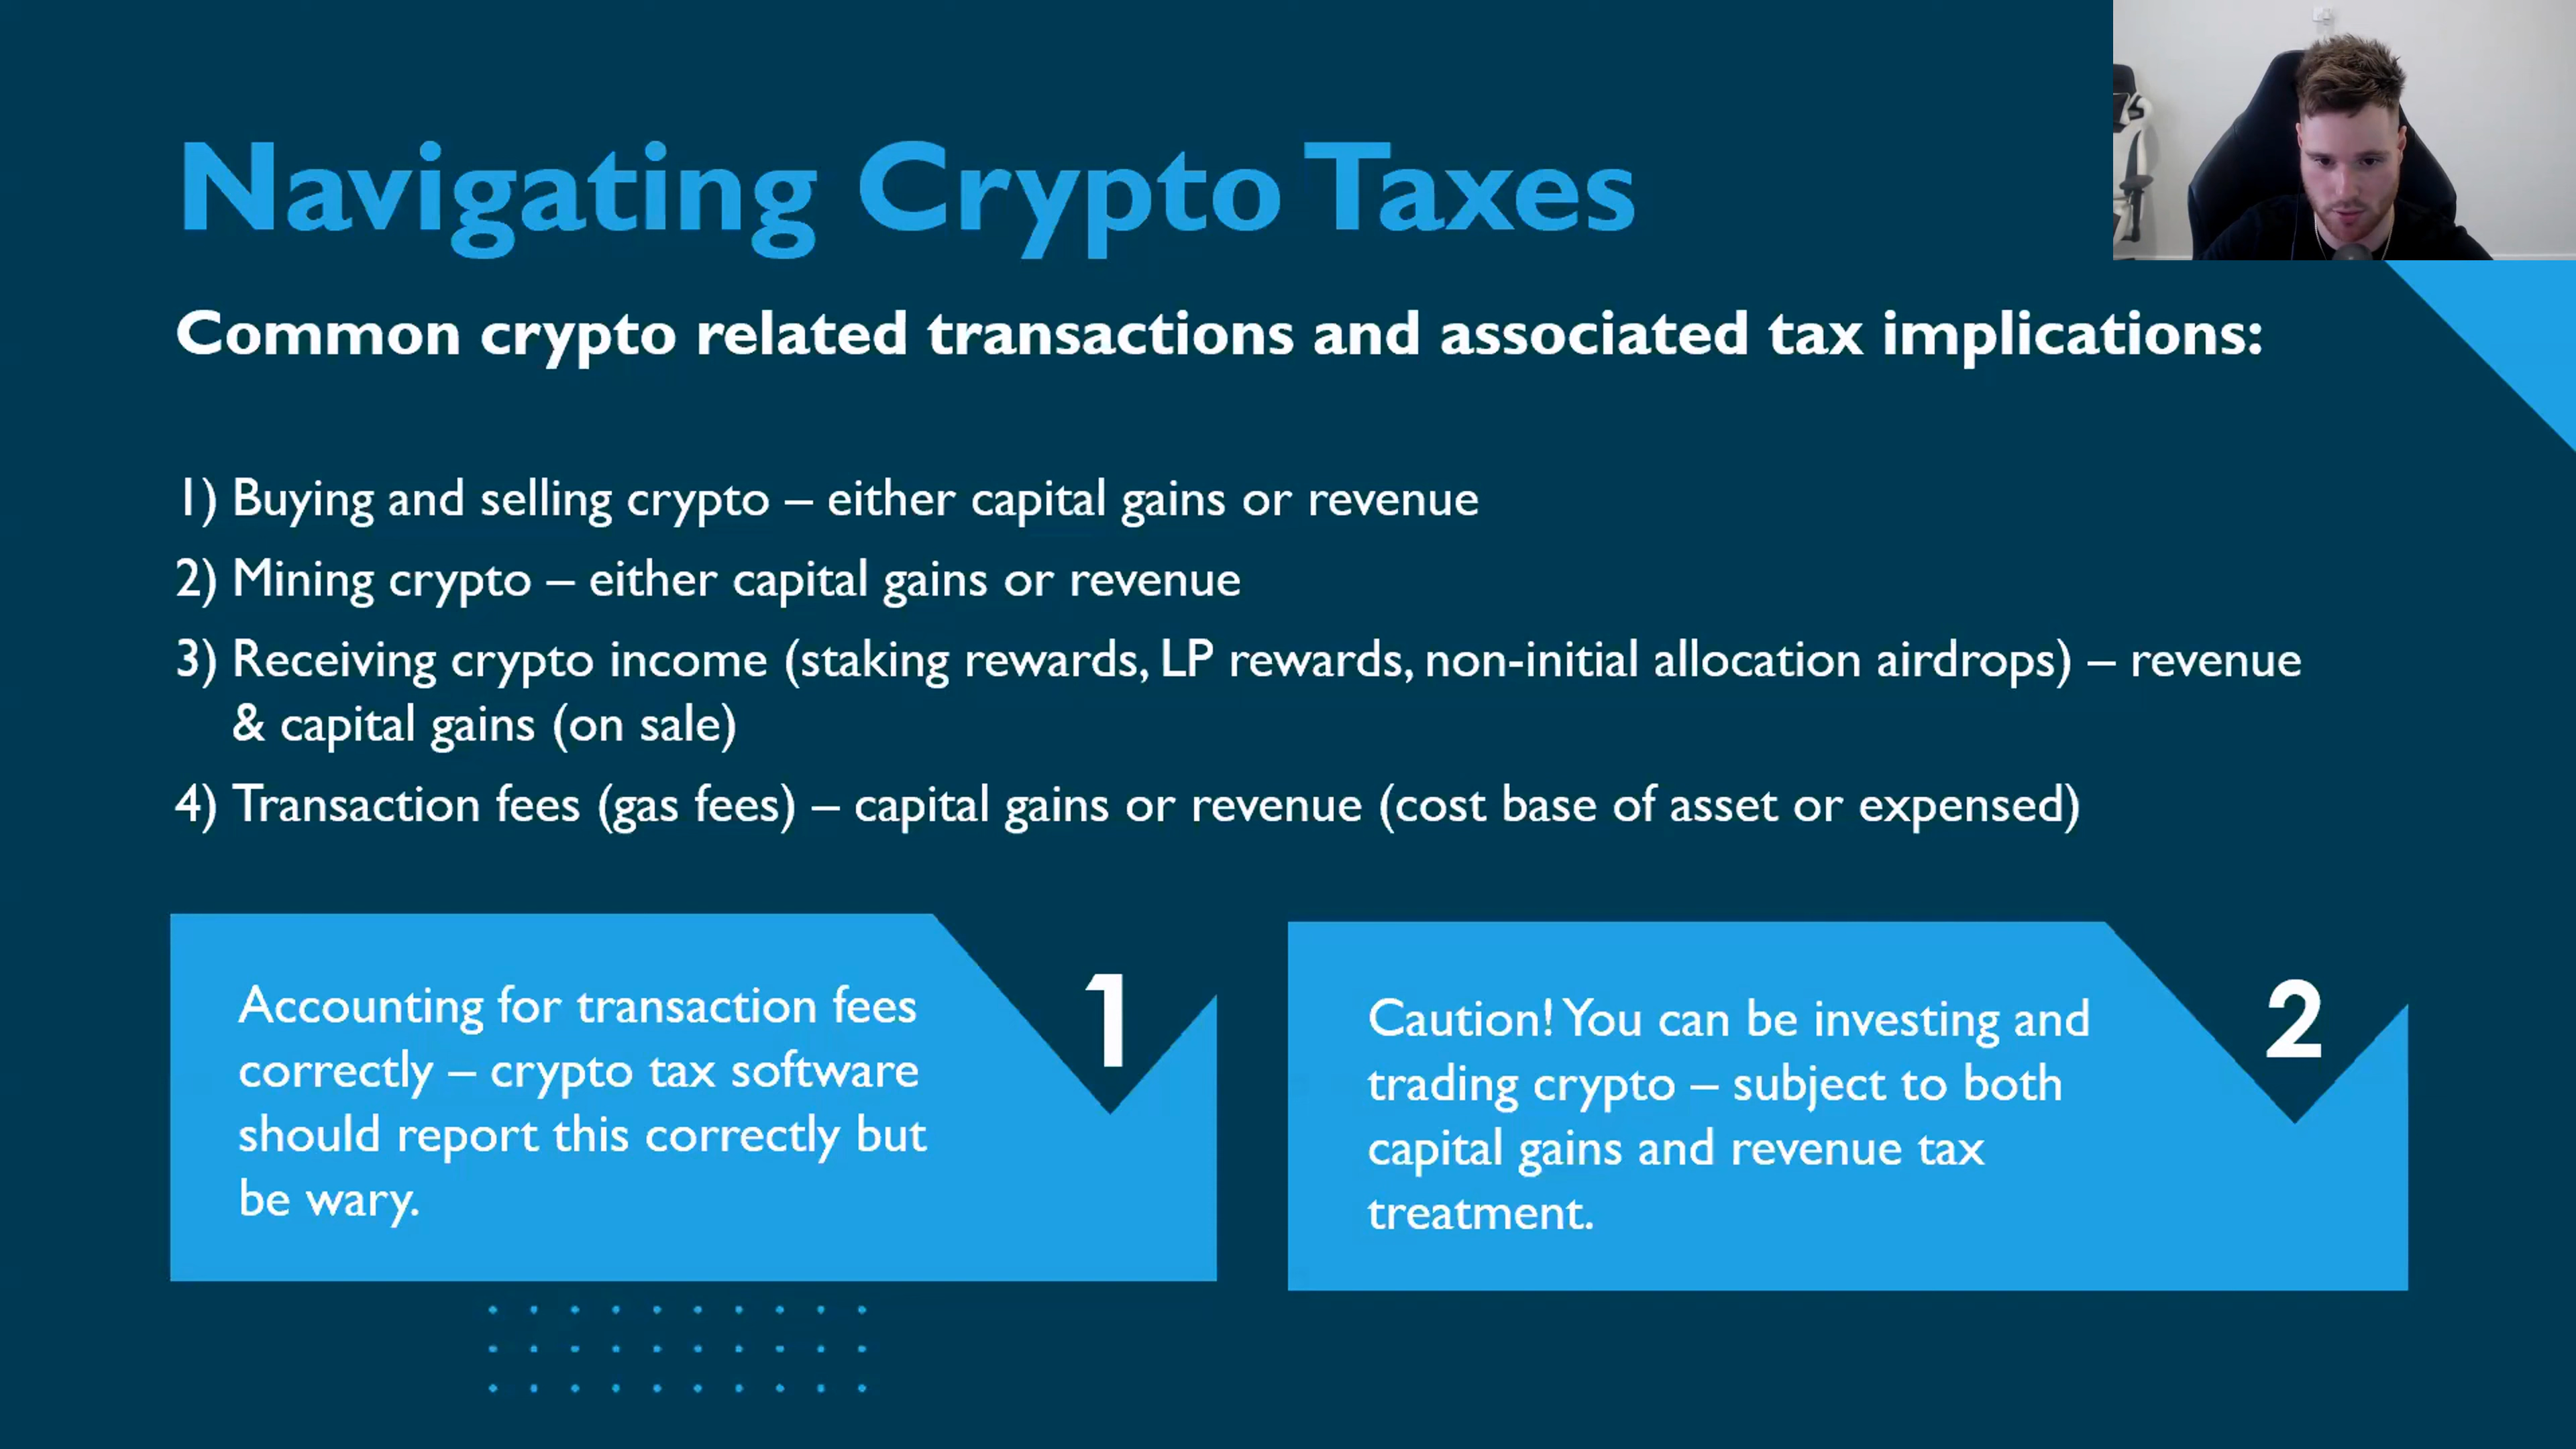 Navigating Crypto Taxes
Common crypto related transactions and associated tax implications:
1) Buying and selling crypto – either capital gains or revenue
2) Mining crypto – either capital gains or revenue
3) Receiving crypto income (staking rewards, LP rewards, non-initial allocation airdrops) – revenue
& capital gains (on sale)
4) Transaction fees (gas fees) – capital gains or revenue (cost base of asset or expensed)
Accounting for transaction fees
correctly – crypto tax software
should report this correctly but
be wary.
1
Caution! You can be investing and
trading crypto – subject to both
capital gains and revenue tax
treatment.
2